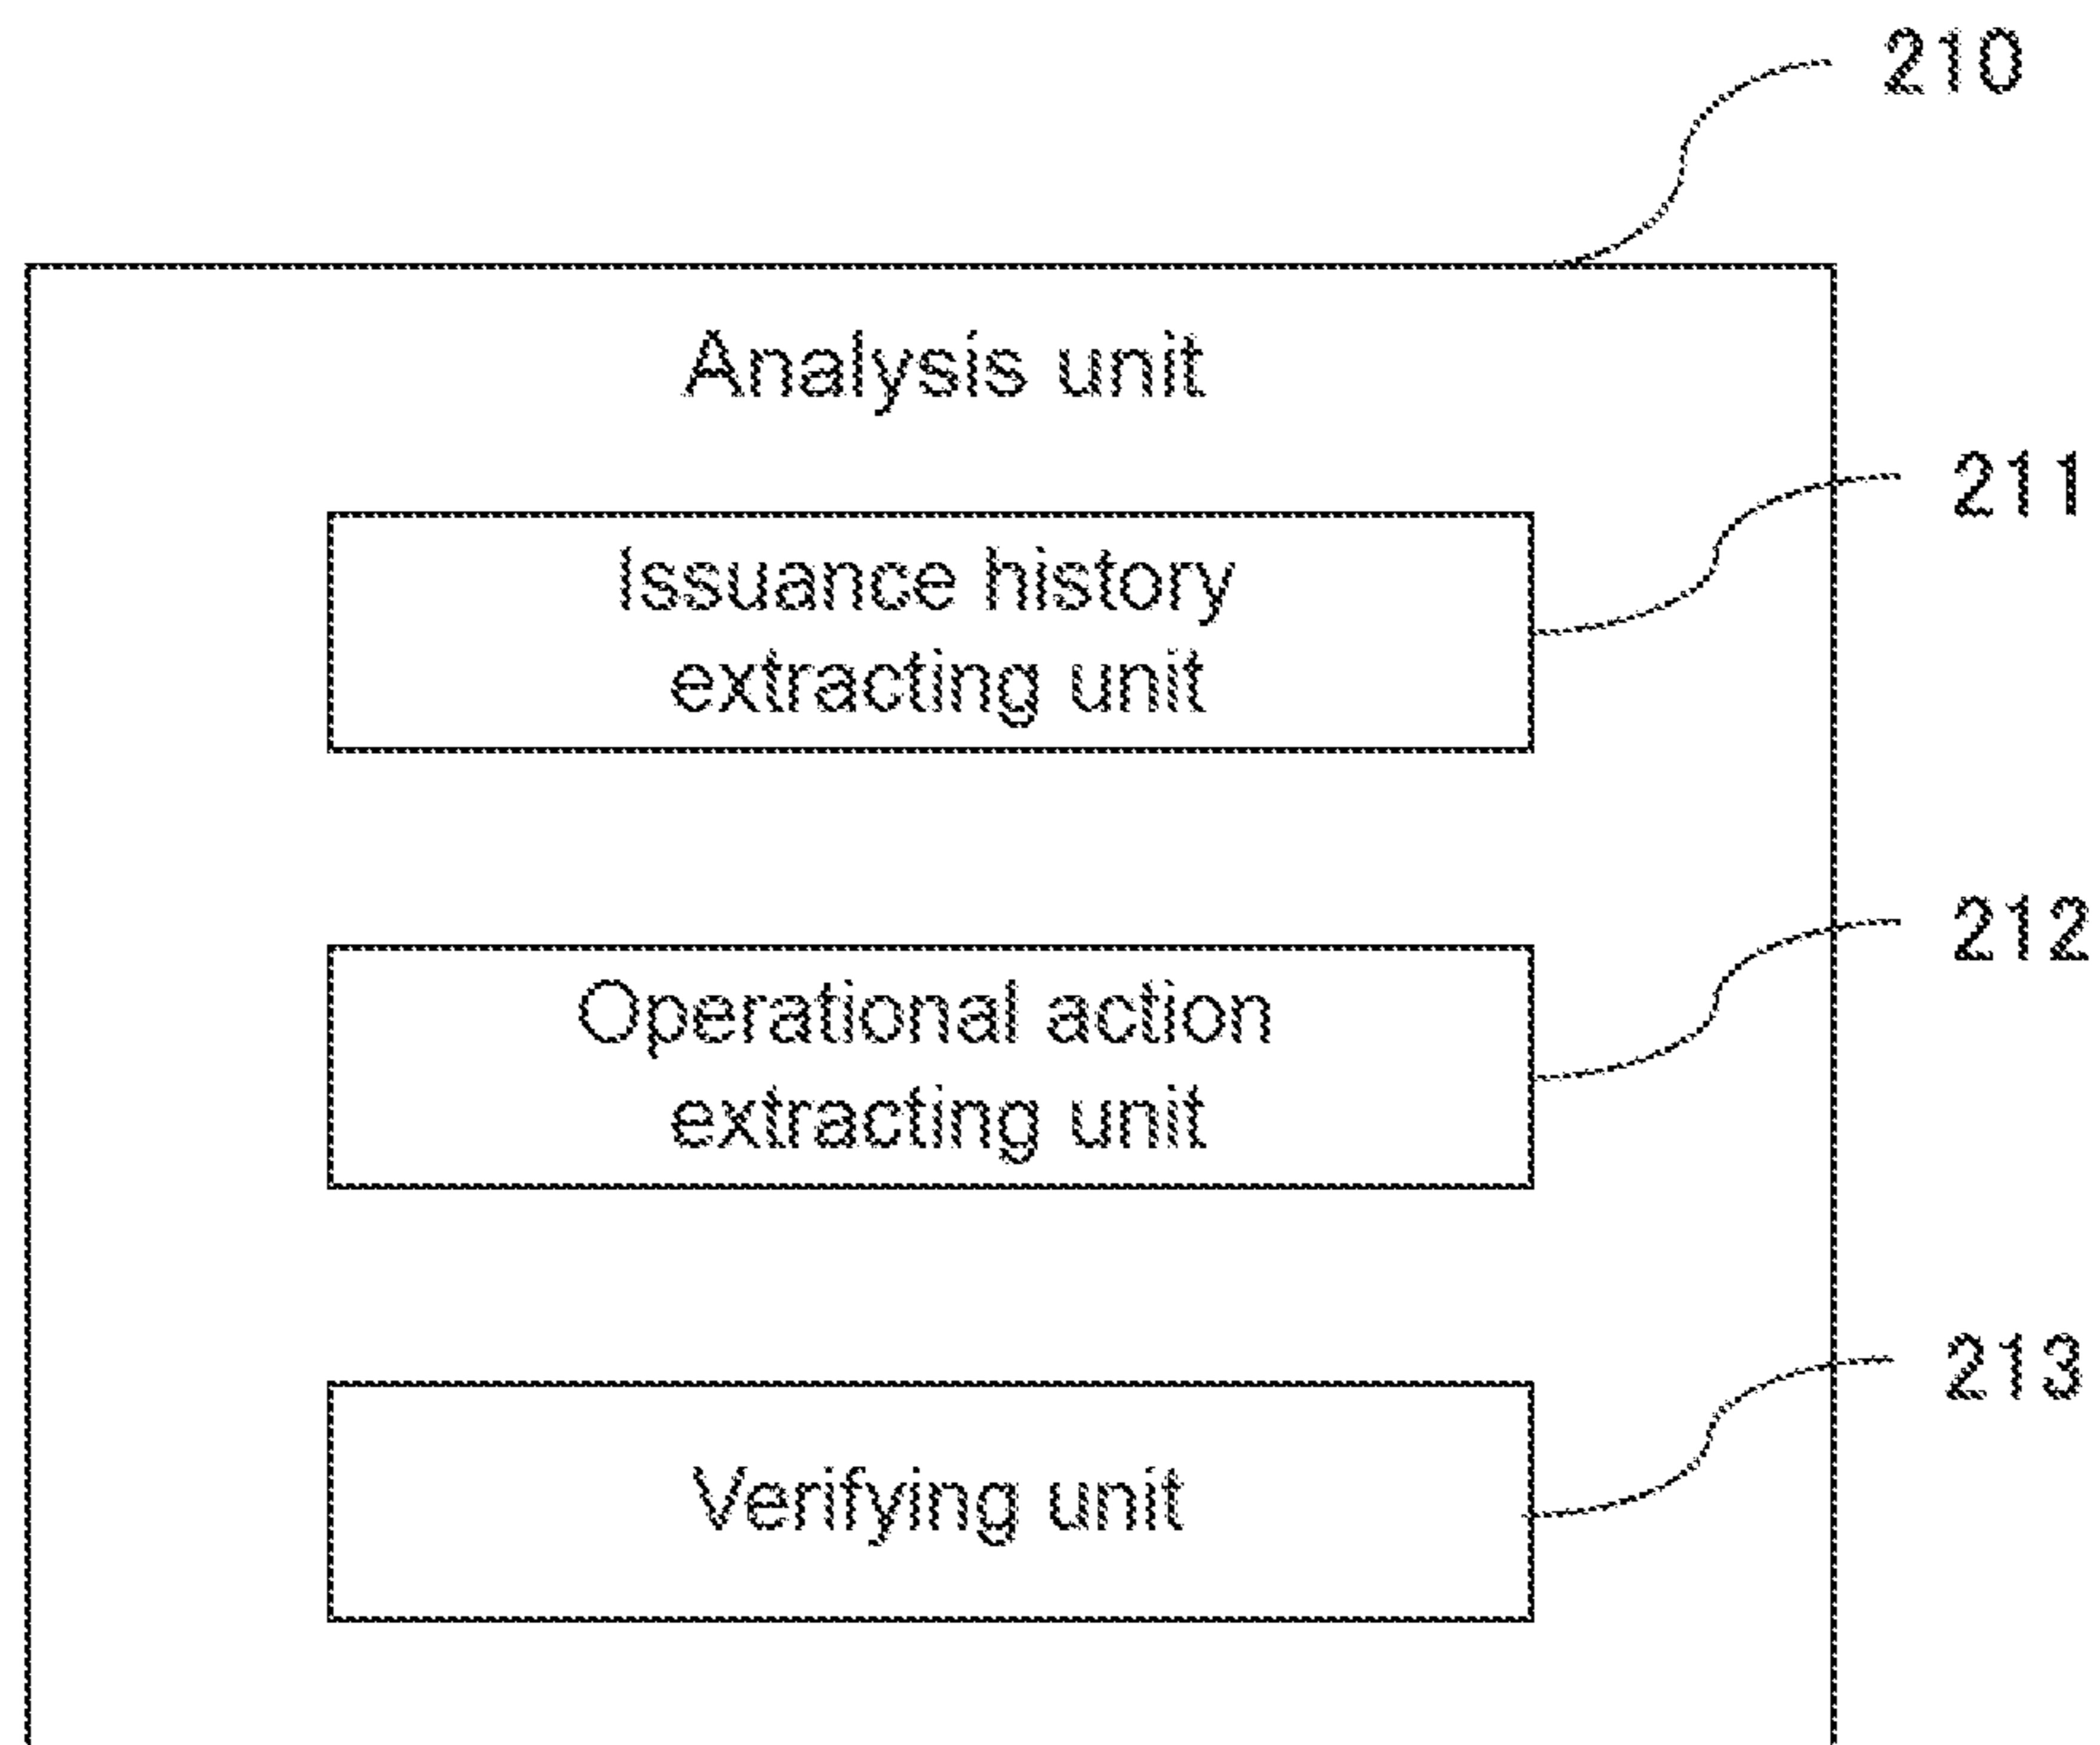 210
Analysis unit
211
Issuance history
extracting unit
212
Operational action
extracting unit
213
Verifying unit